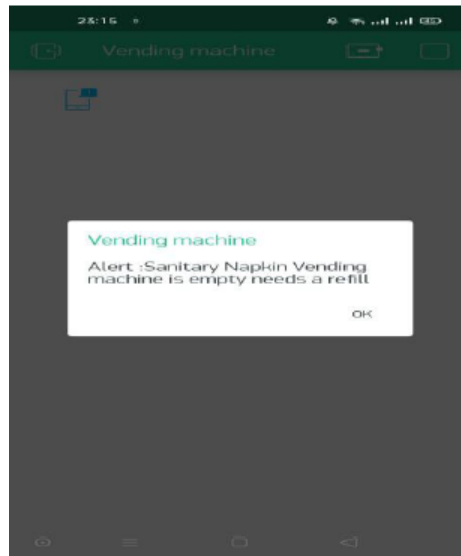 23:15
Vending machine
Vending machine
Alert :Sanitary Napkin Vending
machine is empty needs a refill
OK